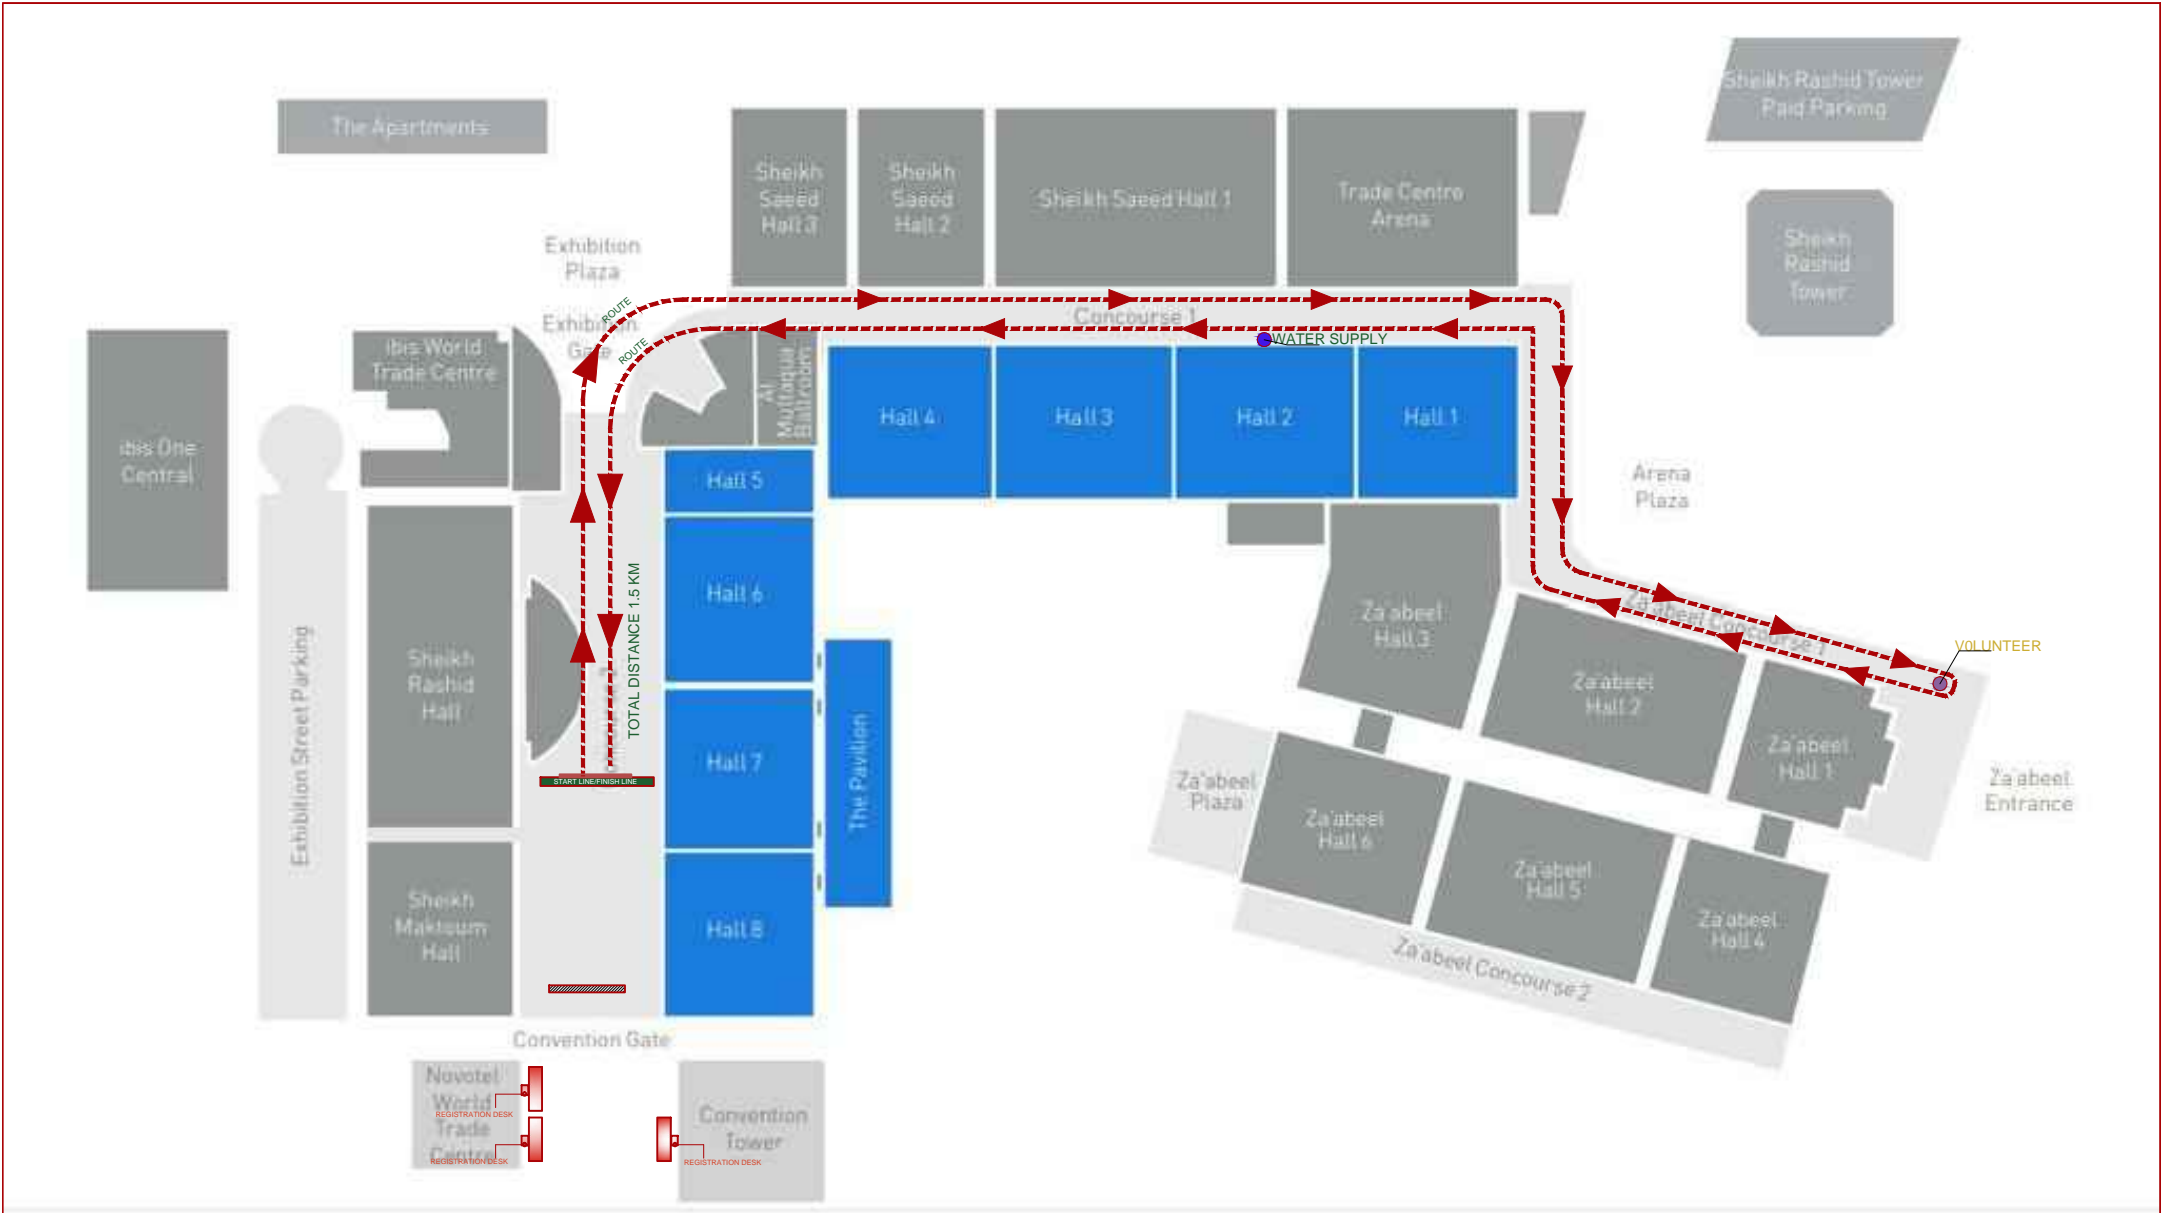 The Apartments
Sheikh Rashid Tower
Paid Parking
Sheikh
Saeed
Hall 3
Sheikh
Saeed
Hall 2
Sheikh Saeed Hall 1
Trade Centre
Arena
Sheikh
Rashid
Tower
Exhibition
Plaza
Exhibition
Gate
ROUTE
ROUTE
Concourse 1
WATER SUPPLY
ibis World
Trade Centre
Al
Multaqua
Ballroom
Hall 4
Hall 3
Hall 2
Hall 1
ibis One
Central
Hall 5
Arena
Plaza
Hall 6
TOTAL DISTANCE 1.5 KM
Za'abeel
Hall 3
Za'abeel Concourse 1
V0LUNTEER
Exhibition Street Parking
Sheikh
Rashid
Hall
Za'abeel
Hall 2
Za'abeel
Hall 1
Hall 7
The Pavilion
START LINE/FINISH LINE
Za'abeel
Plaza
Za'abeel
Entrance
Za'abeel
Hall 6
Za'abeel
Hall 5
Za'abeel
Hall 4
Sheikh
Maktoum
Hall
Hall 8
Za'abeel Concourse 2
Convention Gate
Novotel
World
Trade
Centre
REGISTRATION DESK
REGISTRATION DESK
Convention
Tower
REGISTRATION DESK